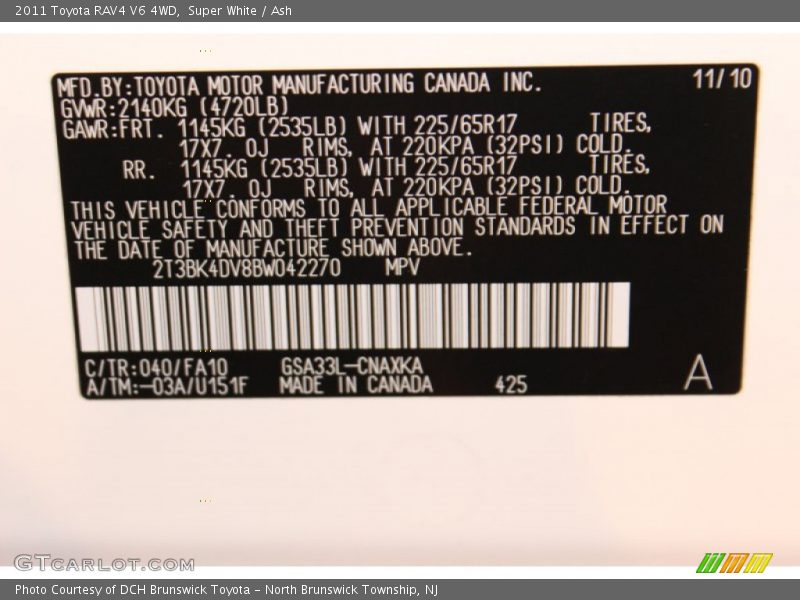 2011 Toyota RAV4 V6 4WD, Super White / Ash
MFD.BY:TOYOTA MOTOR MANUFACTURING CANADA INC. 11/10
GVWR:2140KG (4720LB)
GAWR:FRT. 1145KG (2535LB) WITH 225/65R17 TIRES,
17X7. 0J RIMS, AT 220KPA (32PSI) COLD.
RR. 1145KG (2535LB) WITH 225/65R17 TIRES,
17X7. 0J RIMS, AT 220KPA (32PSI) COLD.
THIS VEHICLE CONFORMS TO ALL APPLICABLE FEDERAL MOTOR
VEHICLE SAFETY AND THEFT PREVENTION STANDARDS IN EFFECT ON
THE DATE OF MANUFACTURE SHOWN ABOVE.
2T3BK4DV8BW042270 MPV
C/TR:040/FA10 GSA33L-CNAXKA
A/TM:-03A/U151F MADE IN CANADA 425 A
GTCARLOT.COM
Photo Courtesy of DCH Brunswick Toyota - North Brunswick Township, NJ